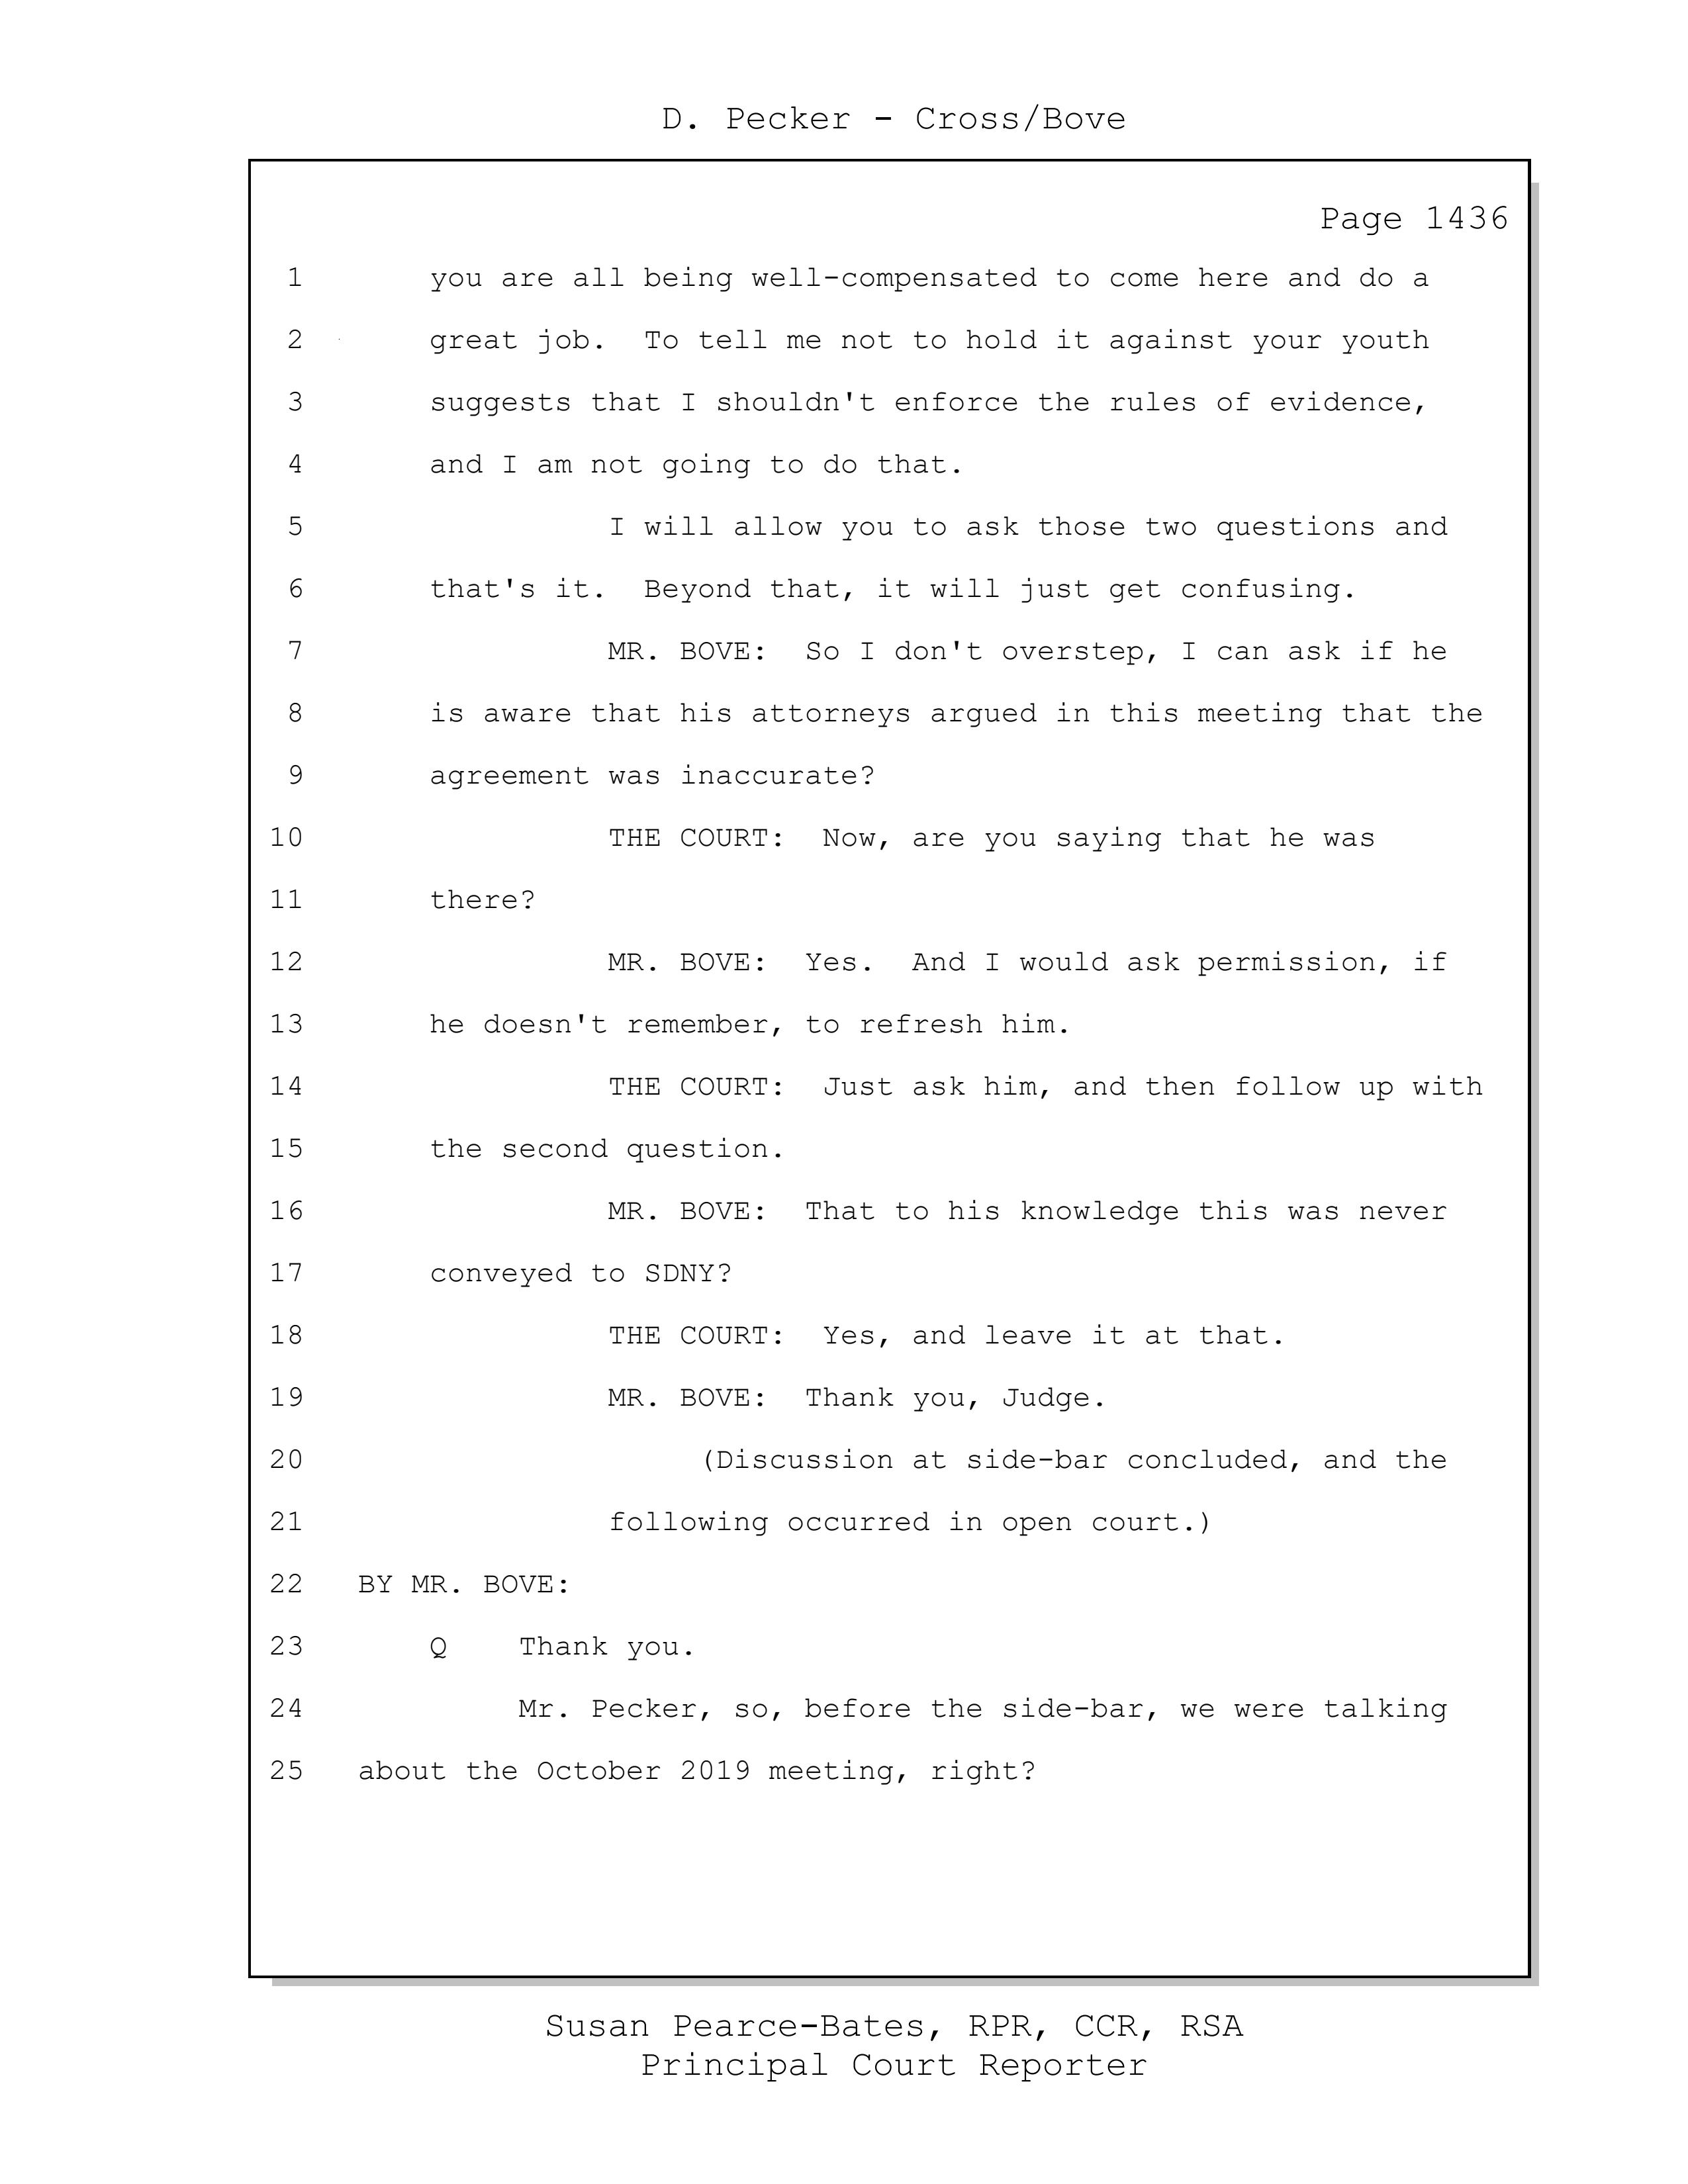 D. Pecker - Cross/Bove
Page 1436
1 you are all being well-compensated to come here and do a
2 great job. To tell me not to hold it against your youth
3 suggests that I shouldn't enforce the rules of evidence,
4 and I am not going to do that.
5 I will allow you to ask those two questions and
6 that's it. Beyond that, it will just get confusing.
7 MR. BOVE: So I don't overstep, I can ask if he
8 is aware that his attorneys argued in this meeting that the
9 agreement was inaccurate?
10 THE COURT: Now, are you saying that he was
11 there?
12 MR. BOVE: Yes. And I would ask permission, if
13 he doesn't remember, to refresh him.
14 THE COURT: Just ask him, and then follow up with
15 the second question.
16 MR. BOVE: That to his knowledge this was never
17 conveyed to SDNY?
18 THE COURT: Yes, and leave it at that.
19 MR. BOVE: Thank you, Judge.
20 (Discussion at side-bar concluded, and the
21 following occurred in open court.)
22 BY MR. BOVE:
23 Q Thank you.
24 Mr. Pecker, so, before the side-bar, we were talking
25 about the October 2019 meeting, right?
Susan Pearce-Bates, RPR, CCR, RSA
Principal Court Reporter